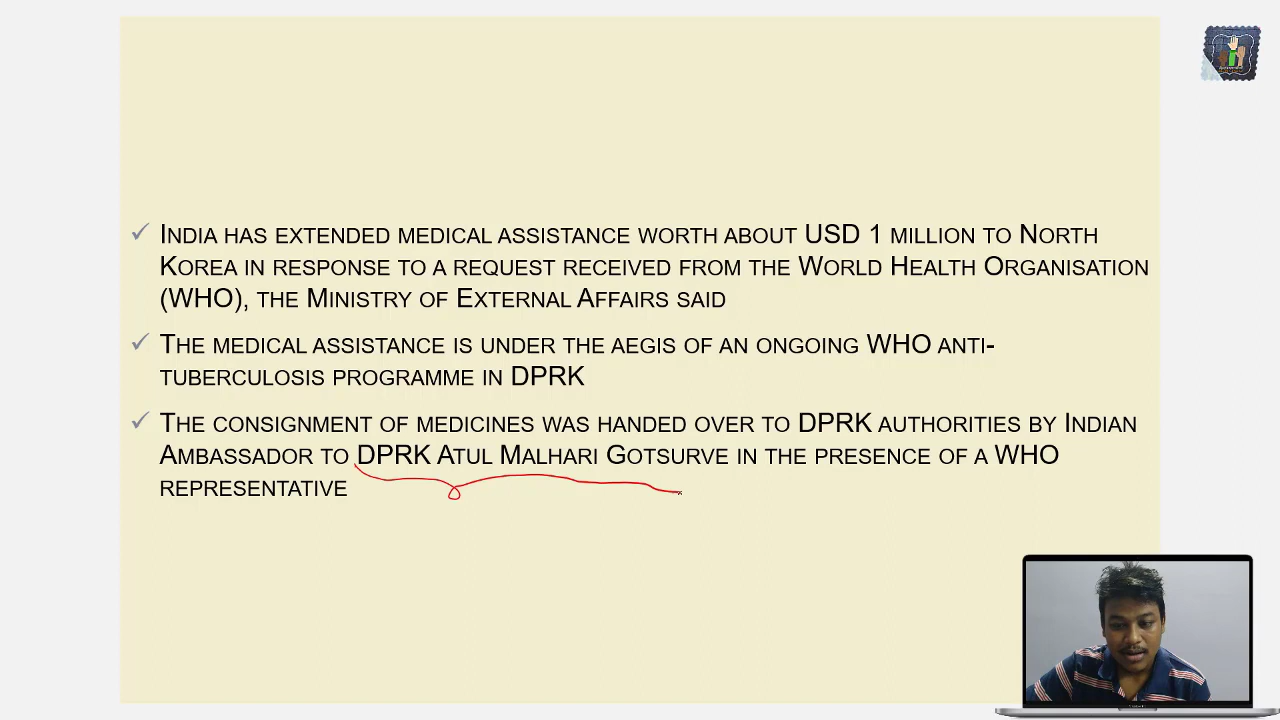 India has extended medical assistance worth about USD 1 million to North
Korea in response to a request received from the World Health Organisation
(WHO), the Ministry of External Affairs said
The medical assistance is under the aegis of an ongoing WHO anti-
tuberculosis programme in DPRK
The consignment of medicines was handed over to DPRK authorities by Indian
Ambassador to DPRK Atul Malhari Gotsurve in the presence of a WHO
representative